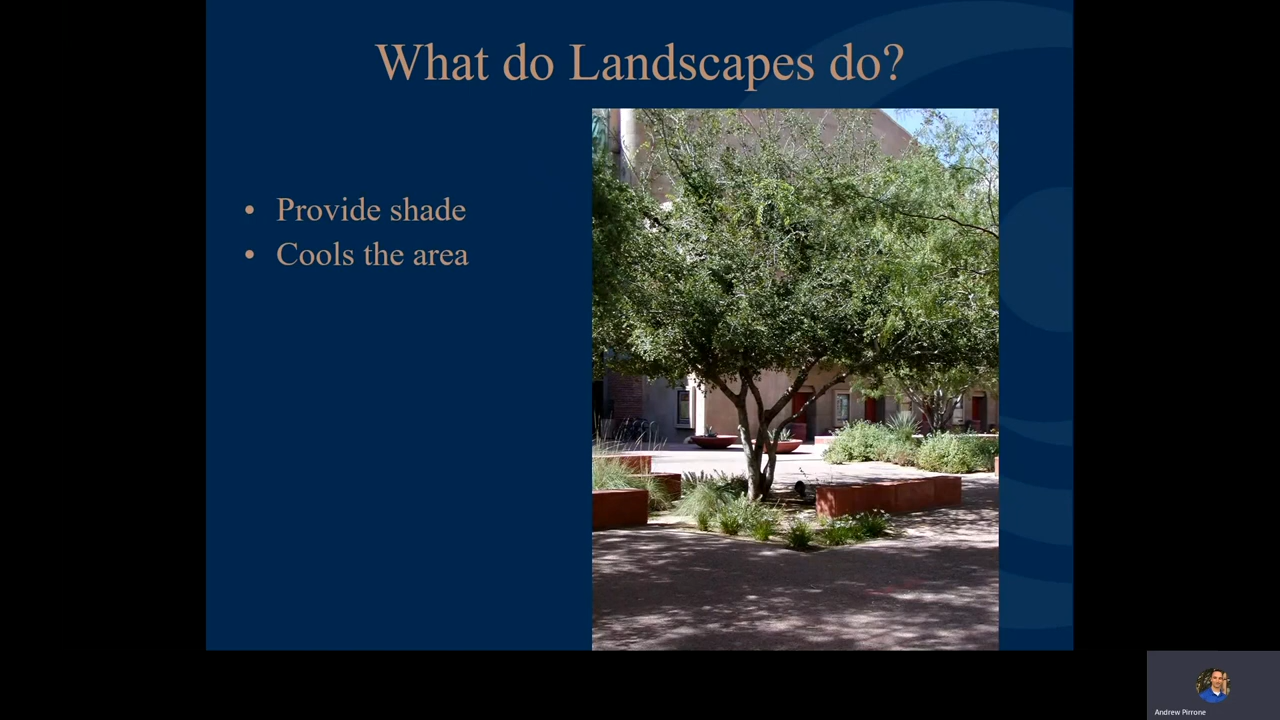 What do Landscapes do?
• Provide shade
• Cools the area
Andrew Pirrone